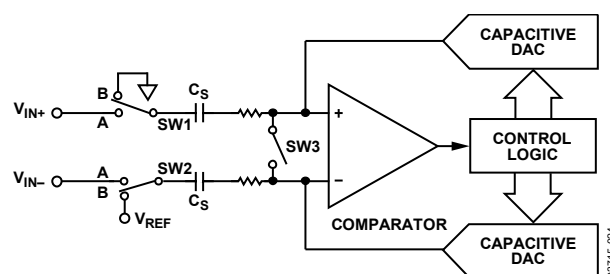 CAPACITIVE
DAC
B
CS
VIN+
A
SW1
+
SW3
CONTROL
LOGIC
VIN–
A
SW2
–
B
CS
VREF
COMPARATOR
CAPACITIVE
DAC